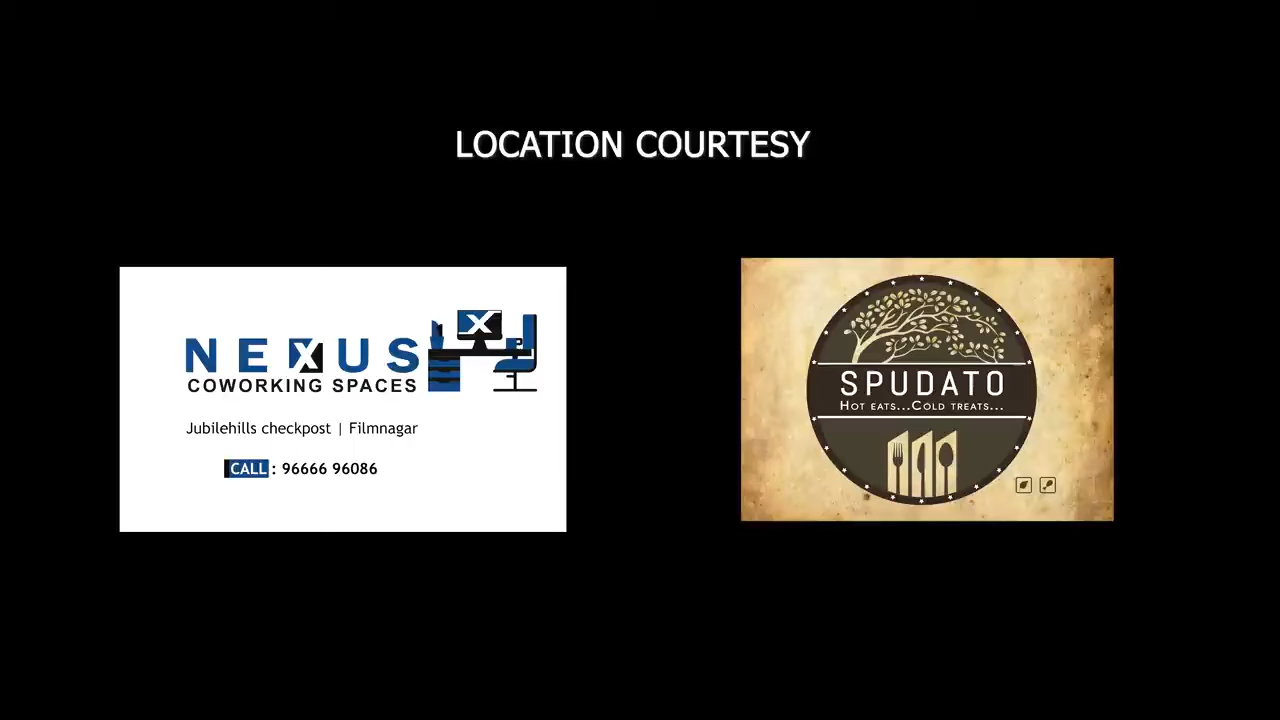 LOCATION COURTESY
NEXUS
COWORKING SPACES
Jubilehills checkpost | Filmnagar
CALL : 96666 96086
SPUDATO
HOT EATS...COLD TREATS...